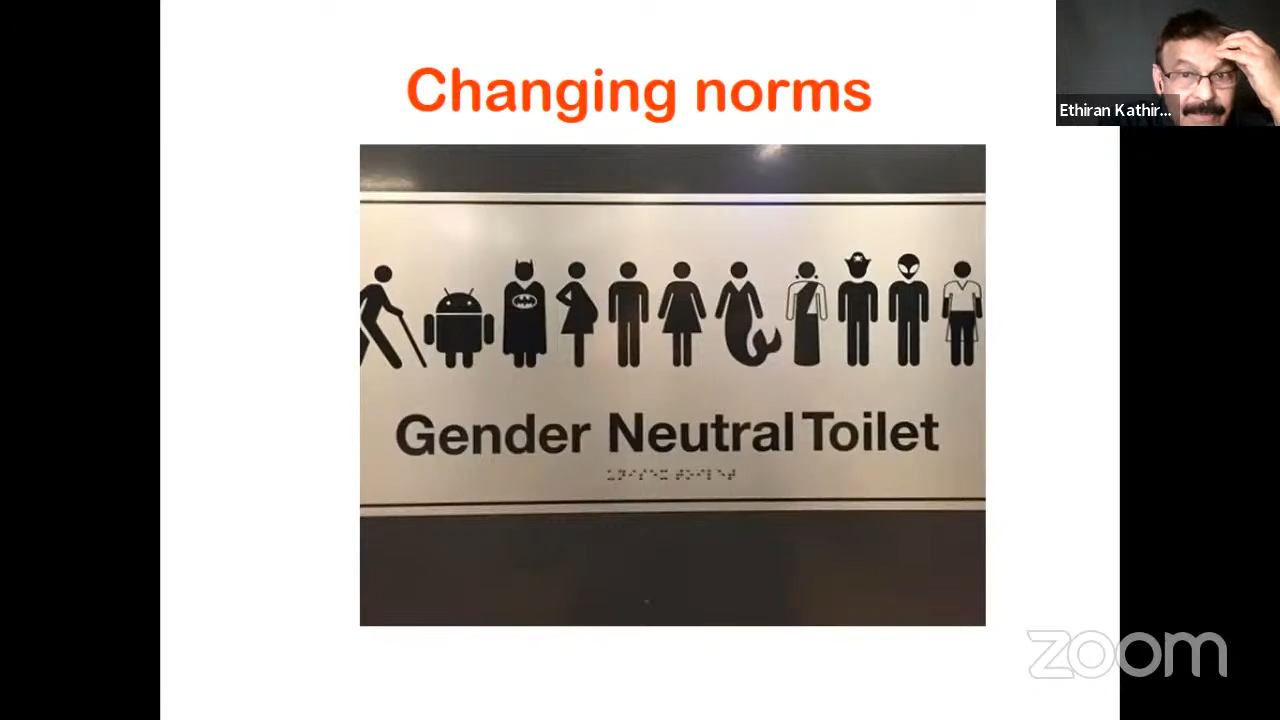 Changing norms
Ethiran Kathir...
Gender Neutral Toilet
zoom